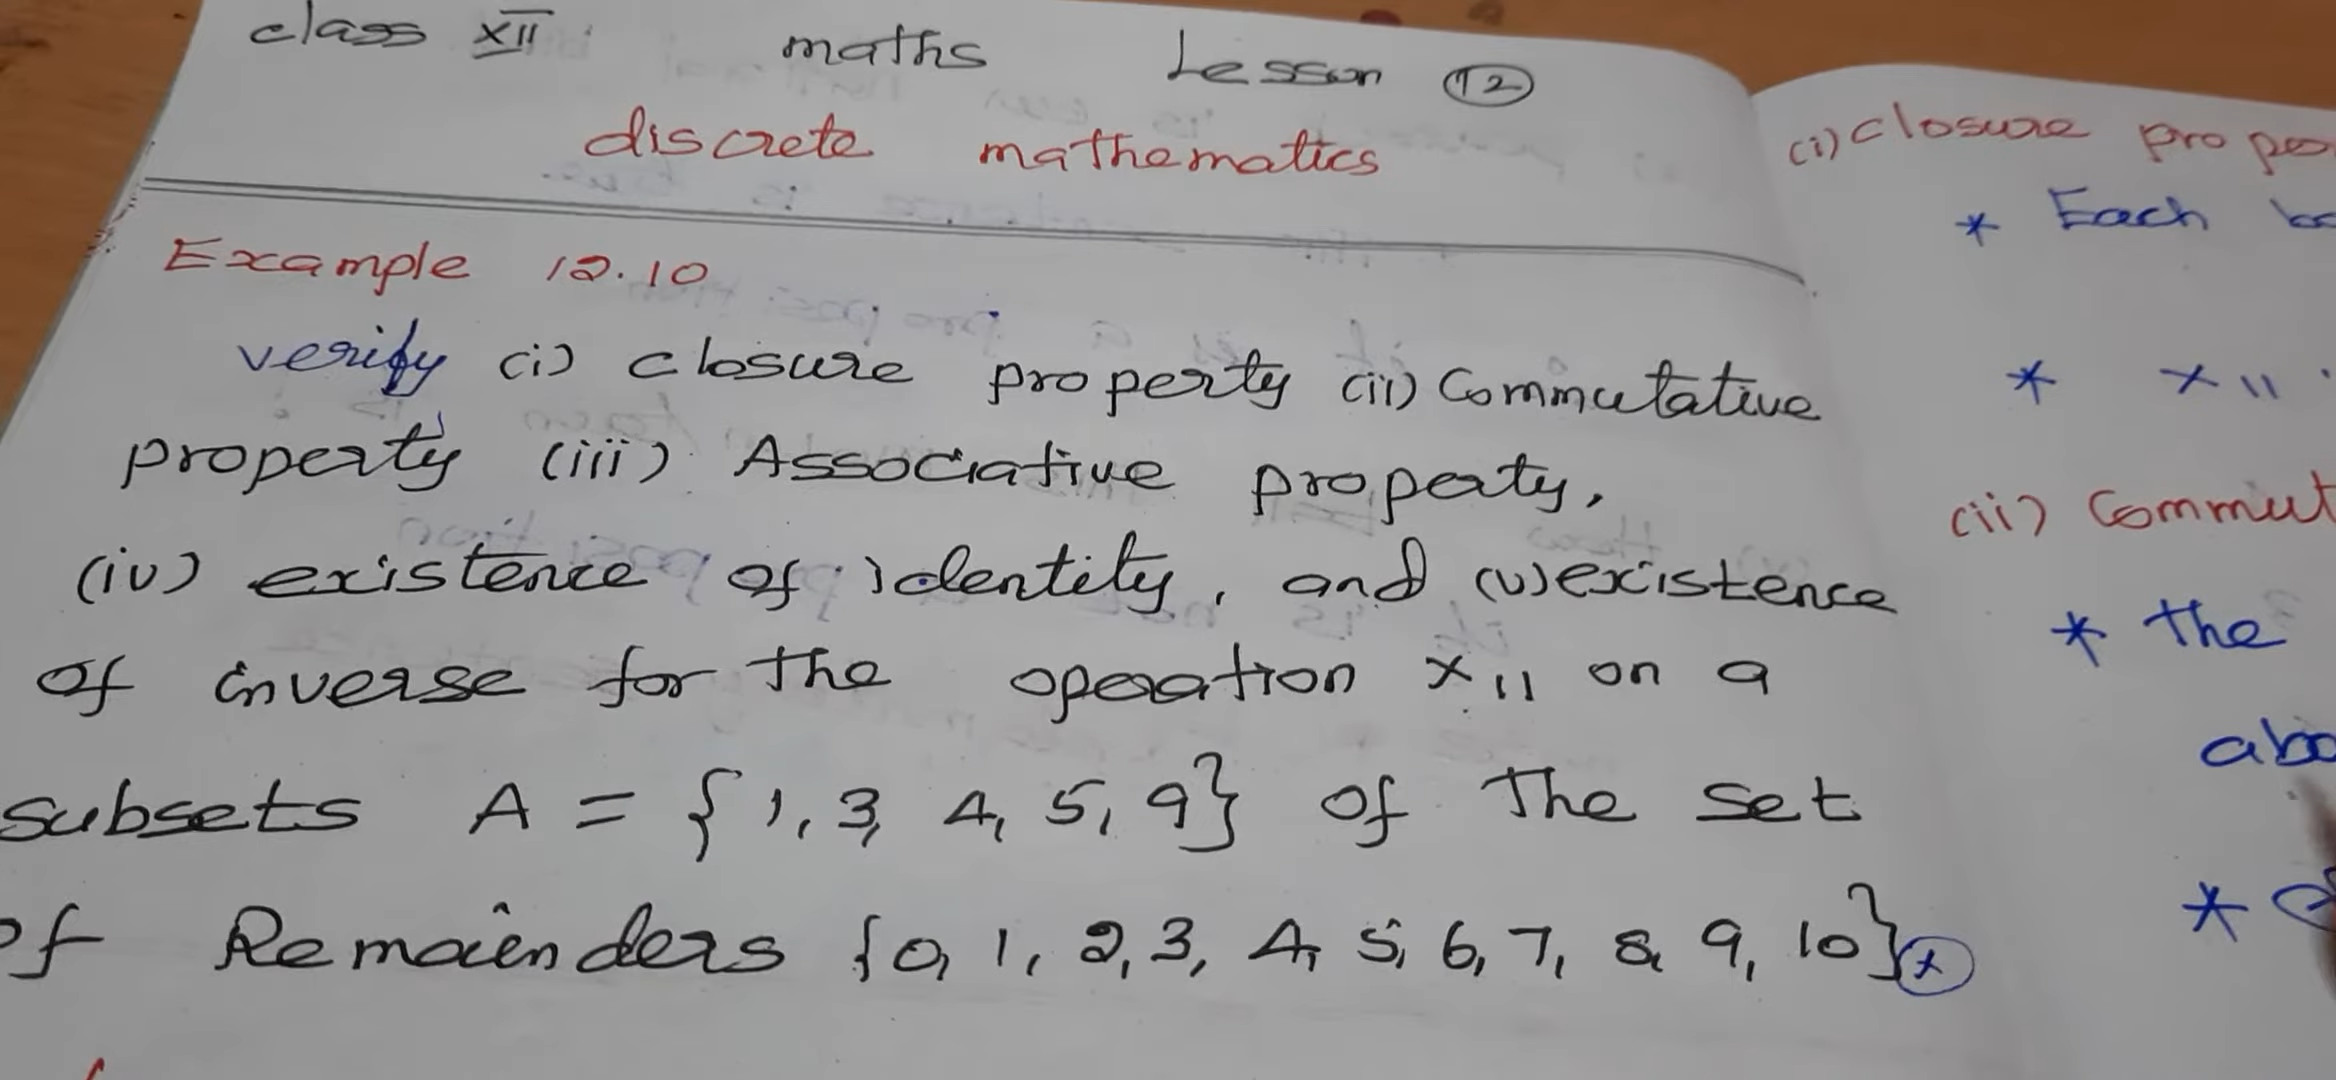 class XII maths Lesson 12
discrete mathematics
Example 12.10
verify (i) closure property (ii) Commutative
property (iii) Associative property,
(iv) existence of identity, and (v) existence
of inverse for the operation ×11 on a
subsets A = {1, 3, 4, 5, 9} of the set
of Remainders {0, 1, 2, 3, 4, 5, 6, 7, 8, 9, 10}
(i) closure
* Each
* ×11
(ii)
* the
*